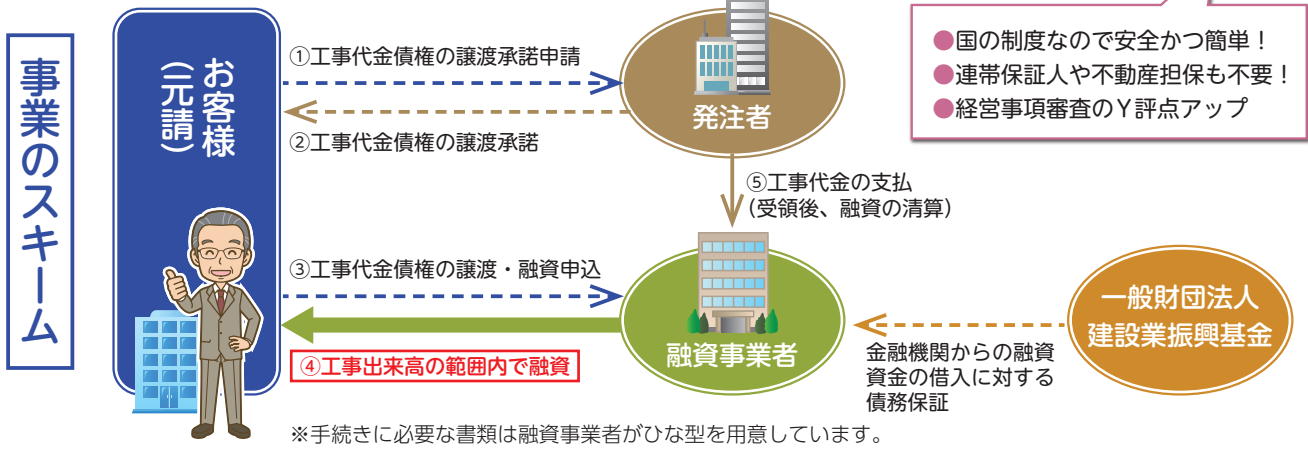 事業のスキーム
お客様
（元請）
①工事代金債権の譲渡承諾申請
②工事代金債権の譲渡承諾
発注者
●国の制度なので安全かつ簡単！
●連帯保証人や不動産担保も不要！
●経営事項審査のＹ評点アップ
⑤工事代金の支払
（受領後、融資の清算）
③工事代金債権の譲渡・融資申込
④工事出来高の範囲内で融資
融資事業者
一般財団法人
建設業振興基金
金融機関からの融資
資金の借入に対する
債務保証
※手続きに必要な書類は融資事業者がひな型を用意しています。